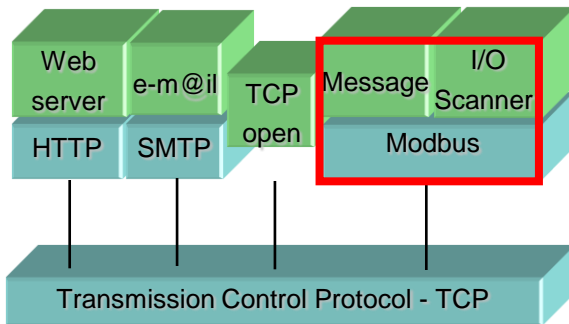 Web
server
e-m@il
TCP
open
Message
I/O
Scanner
HTTP
SMTP
Modbus
Transmission Control Protocol - TCP